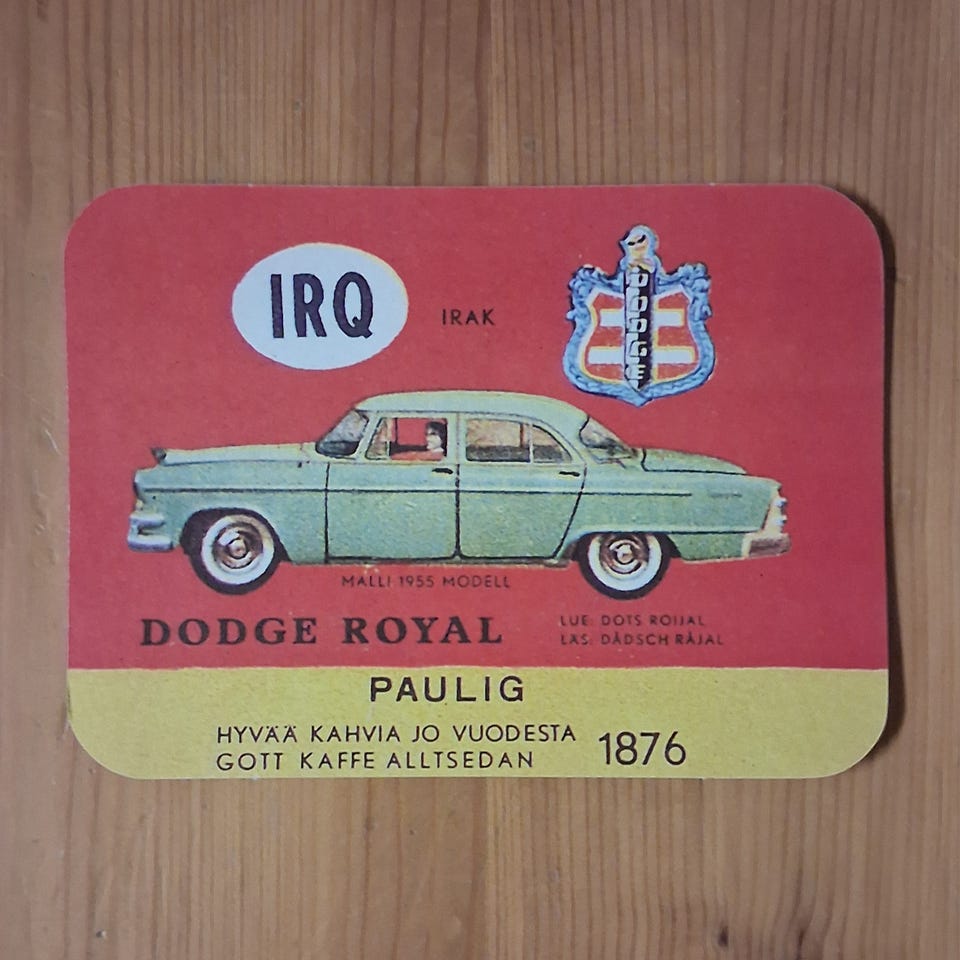 IRQ
IRAK
DODGE
MALLI 1955 MODELL
DODGE ROYAL
LUE: DOTS ROIJAL
LÄS: DÅDSCH RÅJAL
PAULIG
HYVÄÄ KAHVIA JO VUODESTA
GOTT KAFFE ALLTSEDAN
1876